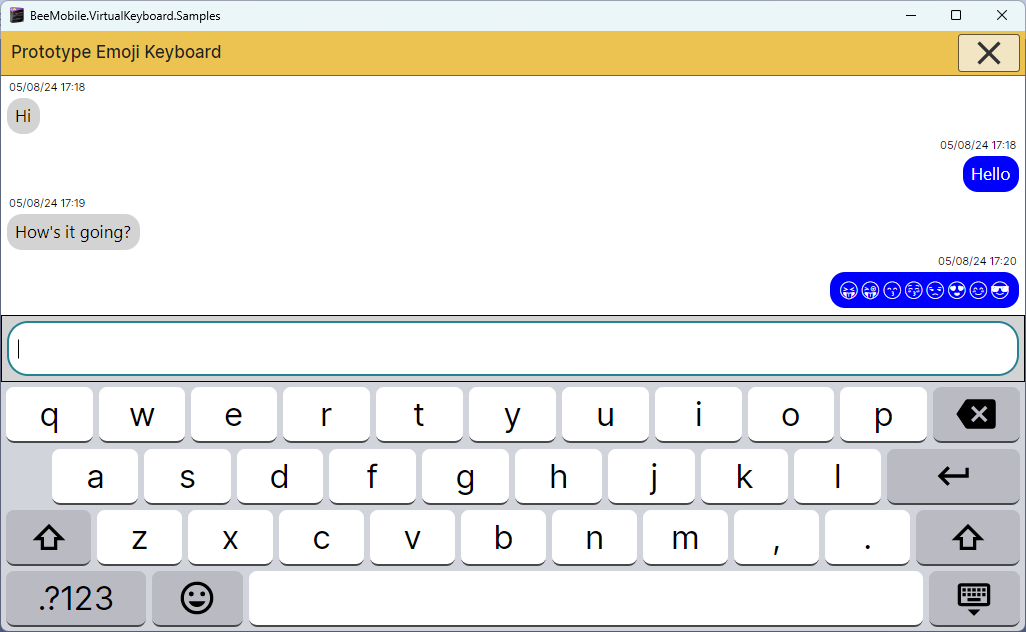 BeeMobile.VirtualKeyboard.Samples
Prototype Emoji Keyboard
05/08/24 17:18
Hi
05/08/24 17:18
Hello
05/08/24 17:19
How's it going?
05/08/24 17:20
😝😜😙😚😒😍😊😎
q w e r t y u i o p
a s d f g h j k l
z x c v b n m , .
.?123